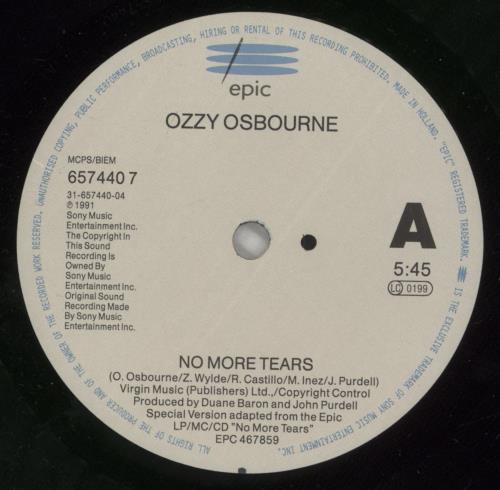 epic
OZZY OSBOURNE
MCPS/BIEM
657440 7
31-657440-04
℗ 1991
Sony Music
Entertainment Inc.
The Copyright In
This Sound
Recording Is
Owned By
Sony Music
Entertainment Inc.
Original Sound
Recording Made
By Sony Music
Entertainment Inc.
A
5:45
LC 0199
NO MORE TEARS
(O. Osbourne/Z. Wylde/R. Castillo/M. Inez/J. Purdell)
Virgin Music (Publishers) Ltd.,/Copyright Control
Produced by Duane Baron and John Purdell
Special Version adapted from the Epic
LP/MC/CD "No More Tears"
EPC 467859
ALL RIGHTS OF THE PRODUCER AND OF THE OWNER OF THE RECORDED WORK RESERVED. UNAUTHORISED COPYING, PUBLIC PERFORMANCE, BROADCASTING, HIRING OR RENTAL OF THIS RECORDING PROHIBITED. MADE IN HOLLAND. "EPIC" REGISTERED TRADEMARK. IS THE EXCLUSIVE TRADEMARK OF SONY MUSIC ENTERTAINMENT INC.